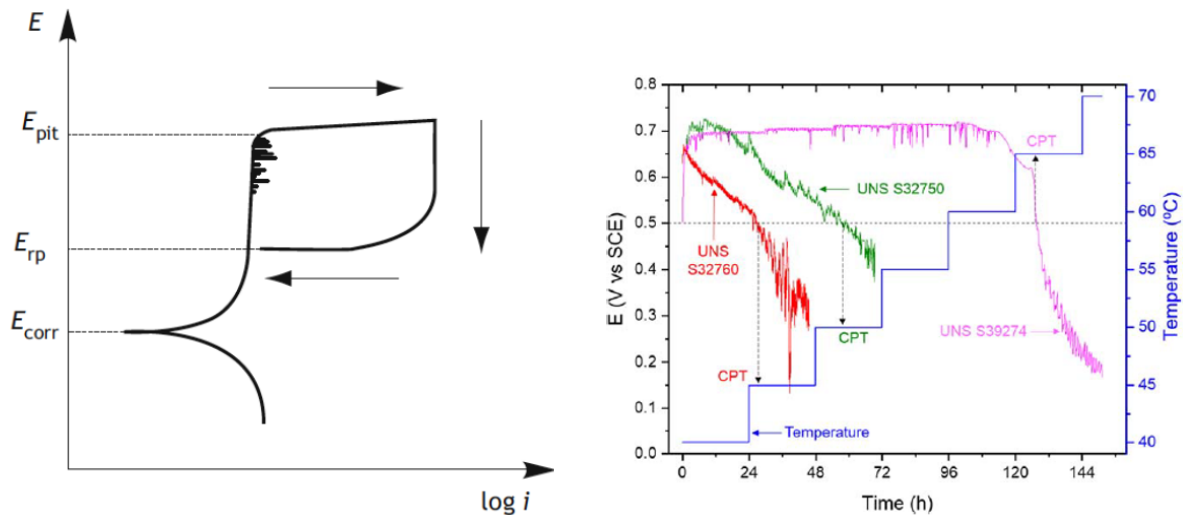 E
E_pit
E_rp
E_corr
log i
0.8
0.7
0.6
0.5
0.4
0.3
0.2
0.1
0.0
E (V vs SCE)
0 24 48 72 96 120 144
Time (h)
70
65
60
55
50
45
40
Temperature (ºC)
CPT
UNS S32750
UNS
S32760
CPT
UNS S39274
CPT
Temperature